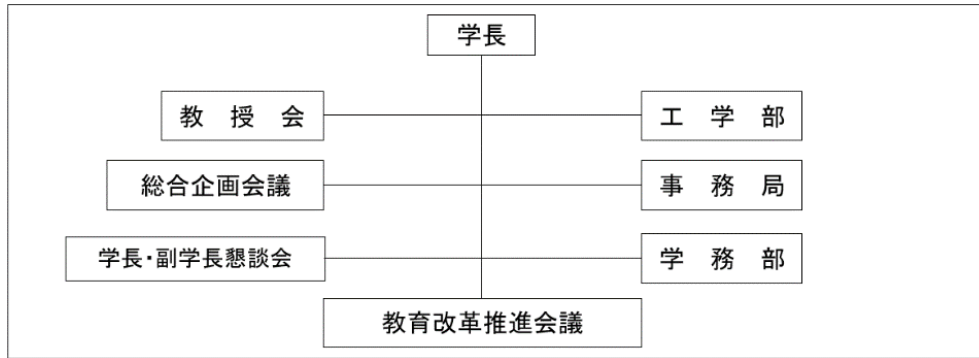 学長
教　授　会
工　学　部
総合企画会議
事　務　局
学長・副学長懇談会
学　務　部
教育改革推進会議